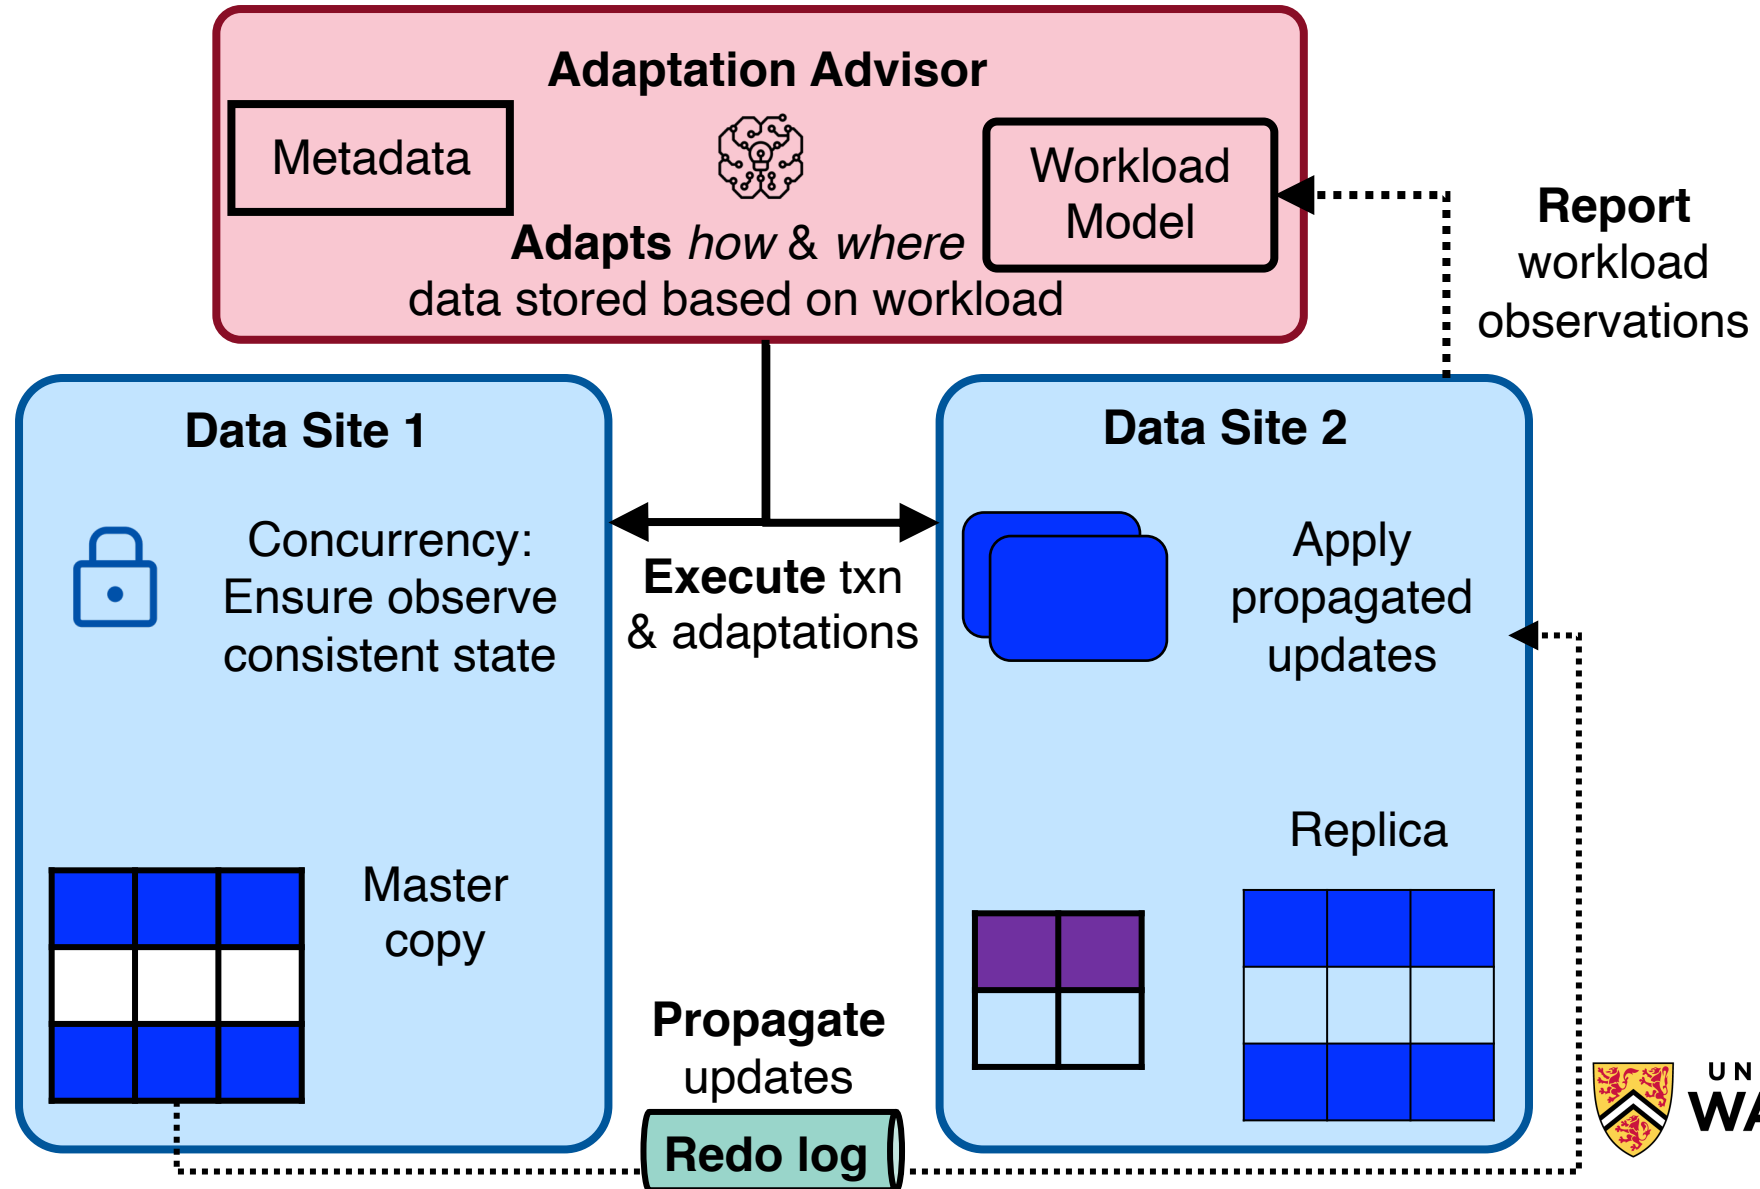 Adaptation Advisor
Metadata
Workload
Model
Adapts how & where
data stored based on workload
Report
workload
observations
Data Site 1
Concurrency:
Ensure observe
consistent state
Master
copy
Execute txn
& adaptations
Data Site 2
Apply
propagated
updates
Replica
Propagate
updates
Redo log
UN
WA